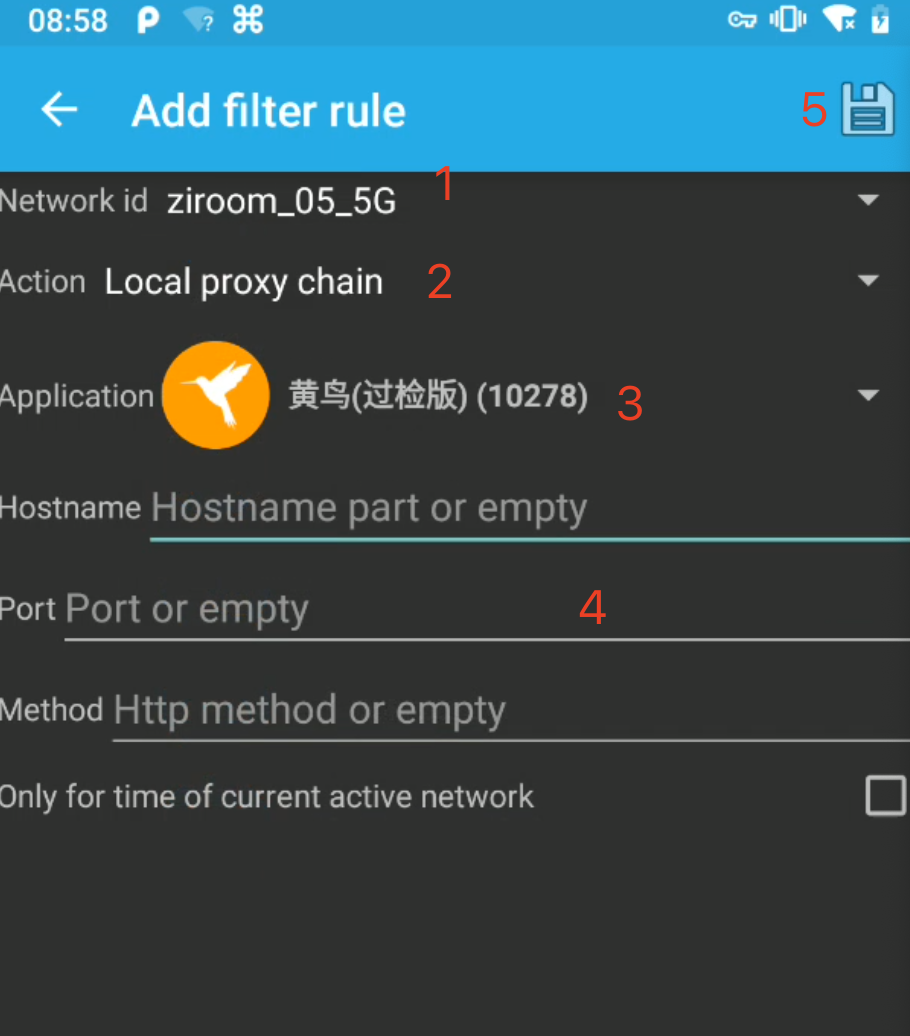 08:58
Add filter rule 5
Network id ziroom_05_5G 1
Action Local proxy chain 2
Application 黄鸟(过检版) (10278) 3
Hostname Hostname part or empty
Port Port or empty 4
Method Http method or empty
Only for time of current active network